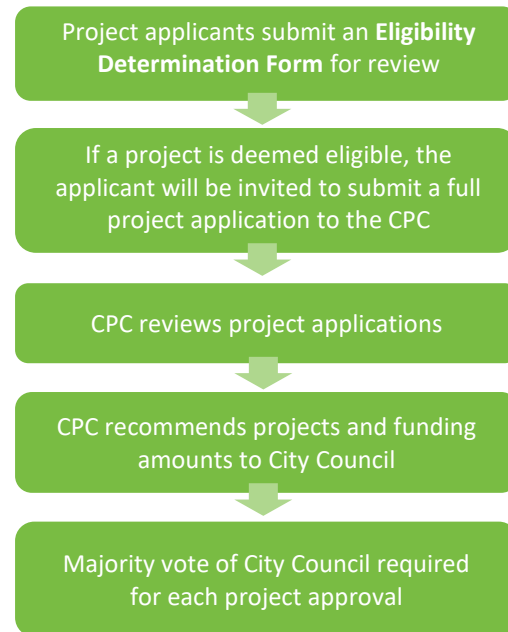 Project applicants submit an Eligibility
Determination Form for review
If a project is deemed eligible, the
applicant will be invited to submit a full
project application to the CPC
CPC reviews project applications
CPC recommends projects and funding
amounts to City Council
Majority vote of City Council required
for each project approval